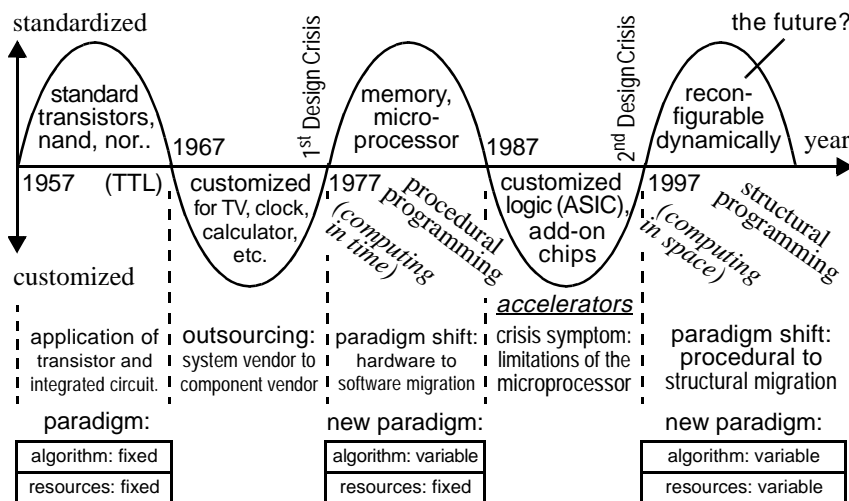 standardized
the future?
standard
transistors,
nand, nor..
1967
1st Design Crisis
memory,
micro-
processor
1987
2nd Design Crisis
recon-
figurable
dynamically
year
1957 (TTL)
customized
for TV, clock,
calculator,
etc.
1977
procedural
programming
(computing
in time)
customized
logic (ASIC),
add-on
chips
1997
structural
programming
(computing
in space)
customized
accelerators
application of
transistor and
integrated circuit.
outsourcing:
system vendor to
component vendor
paradigm shift:
hardware to
software migration
crisis symptom:
limitations of the
microprocessor
paradigm shift:
procedural to
structural migration
paradigm:
algorithm: fixed
resources: fixed
new paradigm:
algorithm: variable
resources: fixed
new paradigm:
algorithm: variable
resources: variable